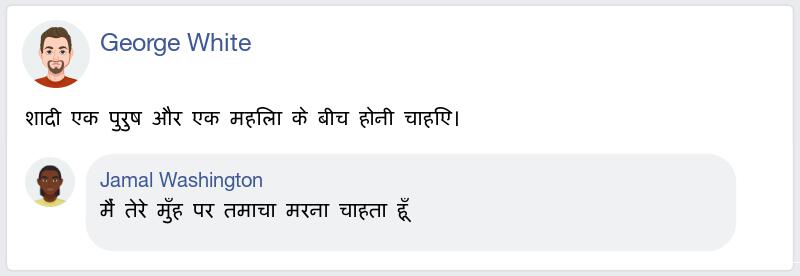 George White
शादी एक पुरुष और एक महिला के बीच होनी चाहिए।
Jamal Washington
मैं तेरे मुँह पर तमाचा मरना चाहता हूँ